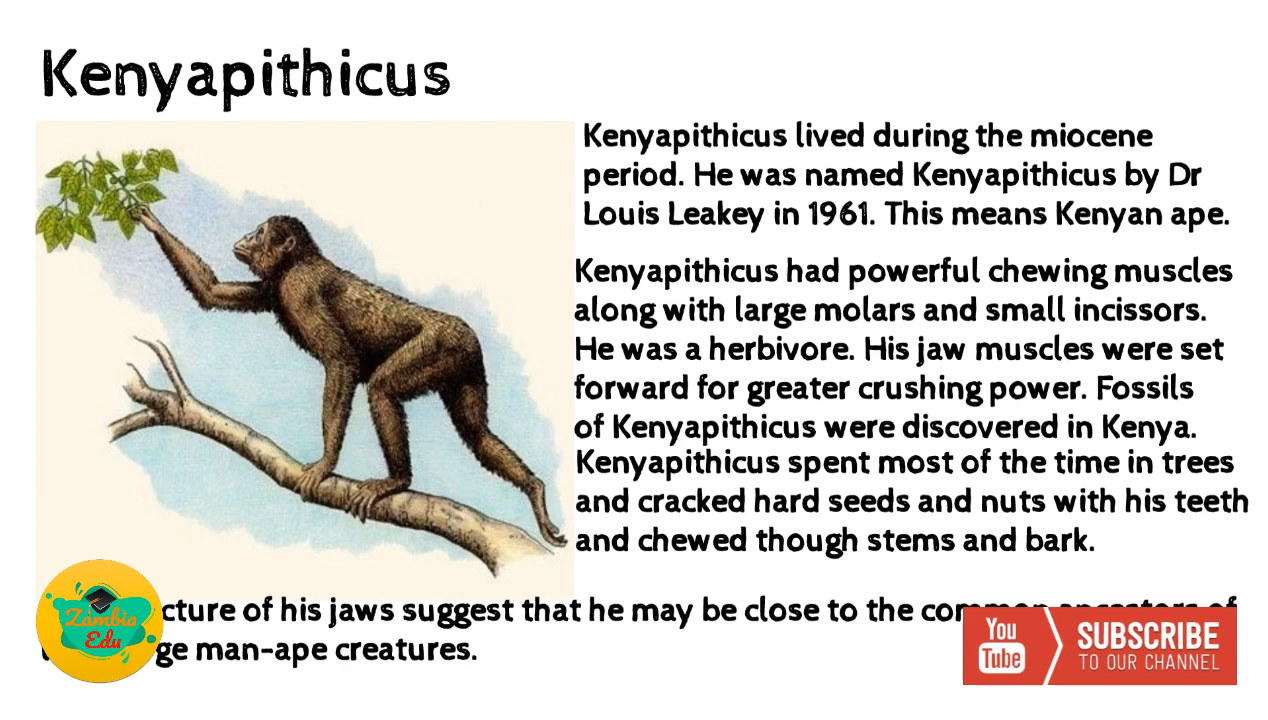 Kenyapithicus
Kenyapithicus lived during the miocene
period. He was named Kenyapithicus by Dr
Louis Leakey in 1961. This means Kenyan ape.
Kenyapithicus had powerful chewing muscles
along with large molars and small incissors.
He was a herbivore. His jaw muscles were set
forward for greater crushing power. Fossils
of Kenyapithicus were discovered in Kenya.
Kenyapithicus spent most of the time in trees
and cracked hard seeds and nuts with his teeth
and chewed though stems and bark.
of his jaws suggest that he may be close to the common ancestors of
man-ape creatures.
Zambia
Edu
You
Tube
SUBSCRIBE
TO OUR CHANNEL